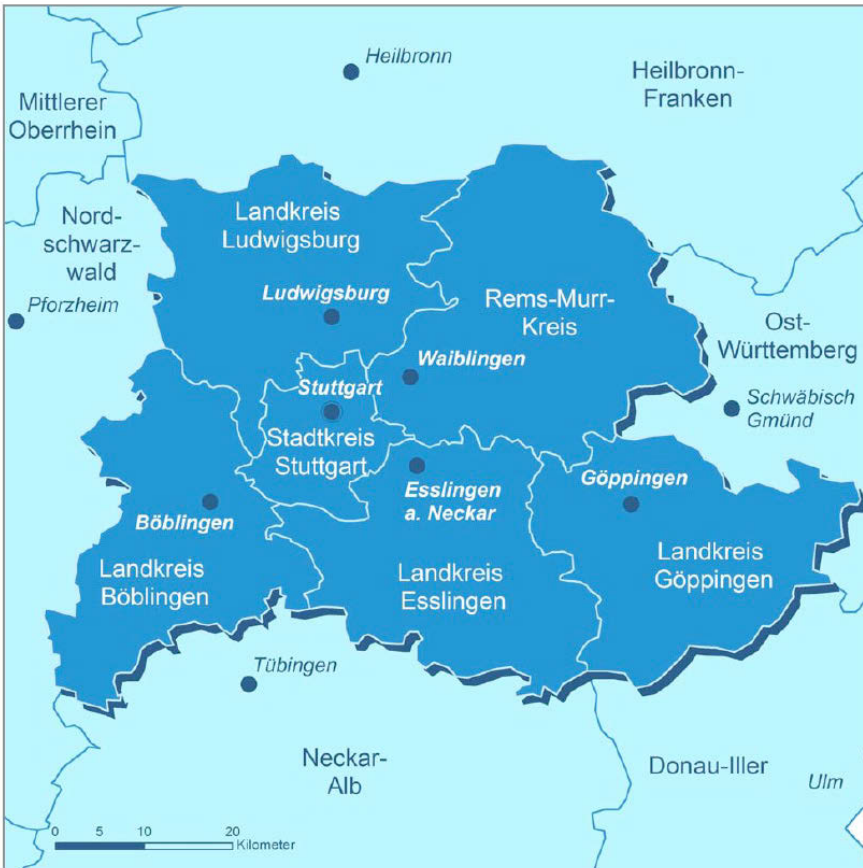 Heilbronn
Heilbronn-
Franken
Mittlerer
Oberrhein
Landkreis
Ludwigsburg
Nord-
schwarz-
wald
Pforzheim
Ludwigsburg
Rems-Murr-
Kreis
Ost-
Württemberg
Waiblingen
Stuttgart
Schwäbisch
Gmünd
Stadtkreis
Stuttgart
Esslingen
a. Neckar
Göppingen
Böblingen
Landkreis
Böblingen
Landkreis
Esslingen
Landkreis
Göppingen
Tübingen
Neckar-
Alb
Donau-Iller
Ulm
0 5 10 20
Kilometer